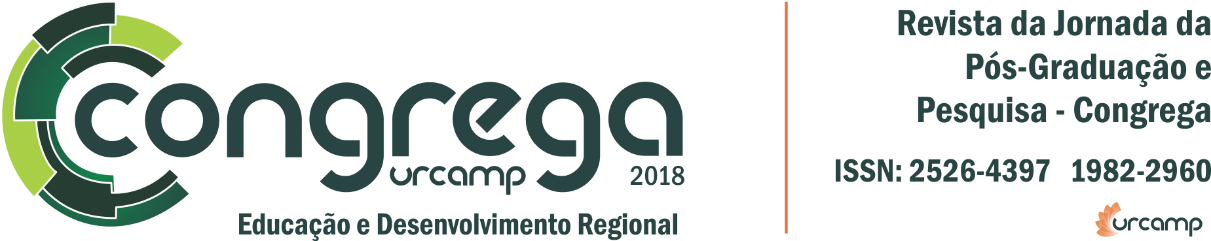 congrega
urcamp 2018
Educação e Desenvolvimento Regional
Revista da Jornada da
Pós-Graduação e
Pesquisa - Congrega
ISSN: 2526-4397 1982-2960
urcamp